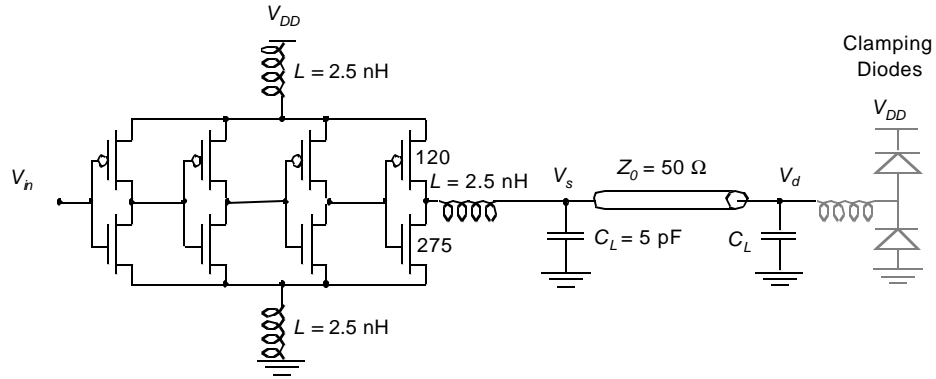 V_DD
L = 2.5 nH
Clamping
Diodes
V_DD
120
V_in
L = 2.5 nH
V_s
Z_0 = 50 Ω
V_d
275
C_L = 5 pF
C_L
L = 2.5 nH